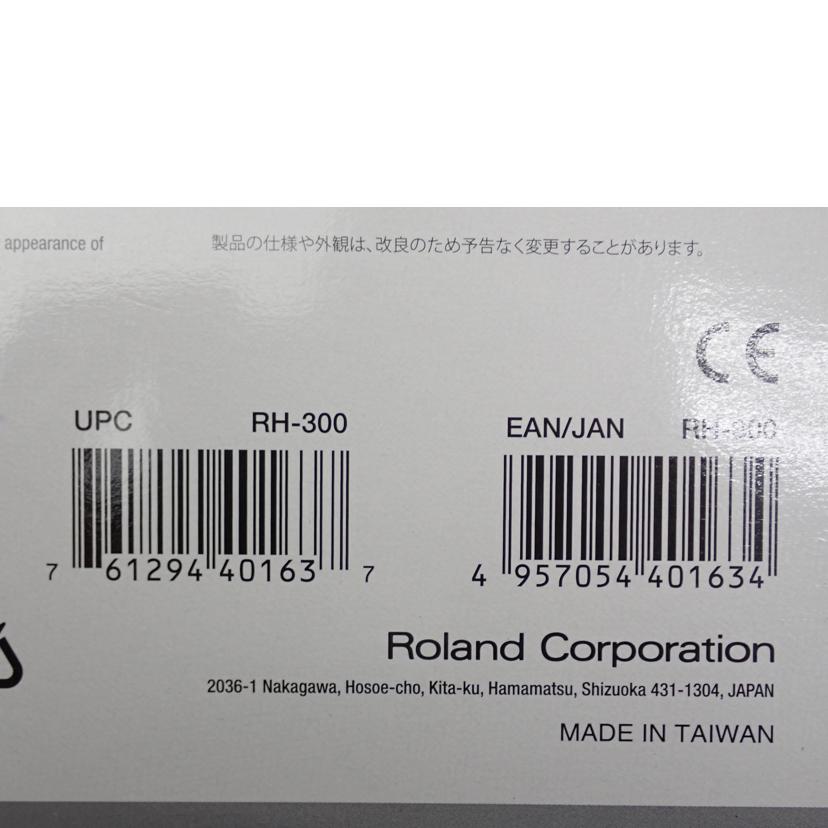 appearance of
製品の仕様や外観は、改良のため予告なく変更することがあります。
CE
UPC RH-300
EAN/JAN RH-300
7 61294 40163 7
4 957054 401634
Roland Corporation
2036-1 Nakagawa, Hosoe-cho, Kita-ku, Hamamatsu, Shizuoka 431-1304, JAPAN
MADE IN TAIWAN